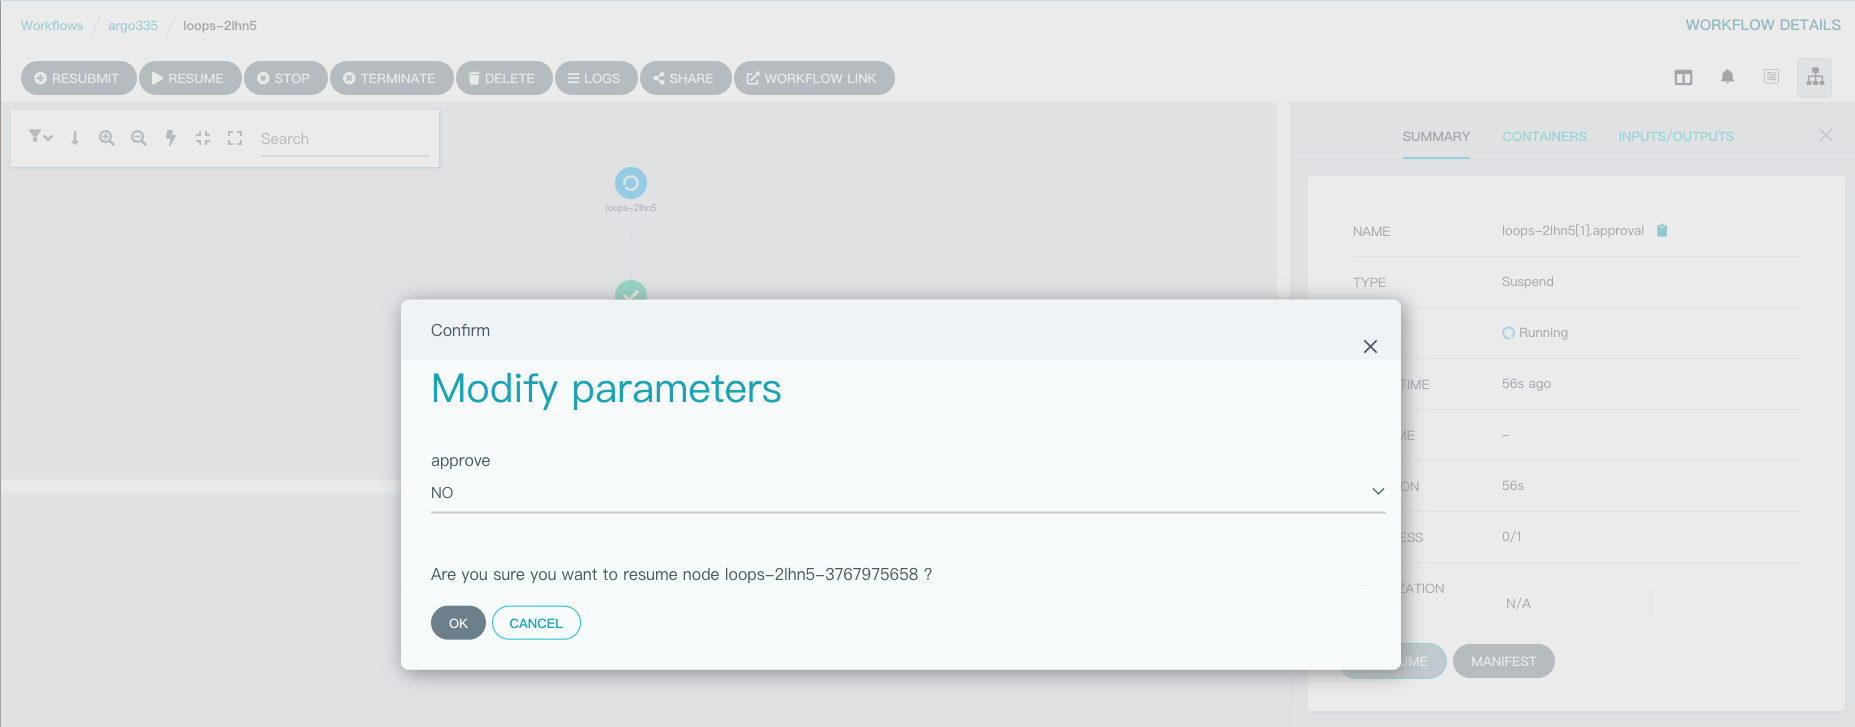 Workflows / argo335 / loops-2lhn5
WORKFLOW DETAILS
RESUBMIT RESUME STOP TERMINATE DELETE LOGS SHARE WORKFLOW LINK
Search
loops-2lhn5
SUMMARY CONTAINERS INPUTS/OUTPUTS
NAME loops-2lhn5[1].approval
TYPE Suspend
Running
TIME 56s ago
ME –
ON 56s
ESS 0/1
ZATION
N/A
UME MANIFEST
Confirm
Modify parameters
approve
NO
Are you sure you want to resume node loops-2lhn5-3767975658 ?
OK CANCEL